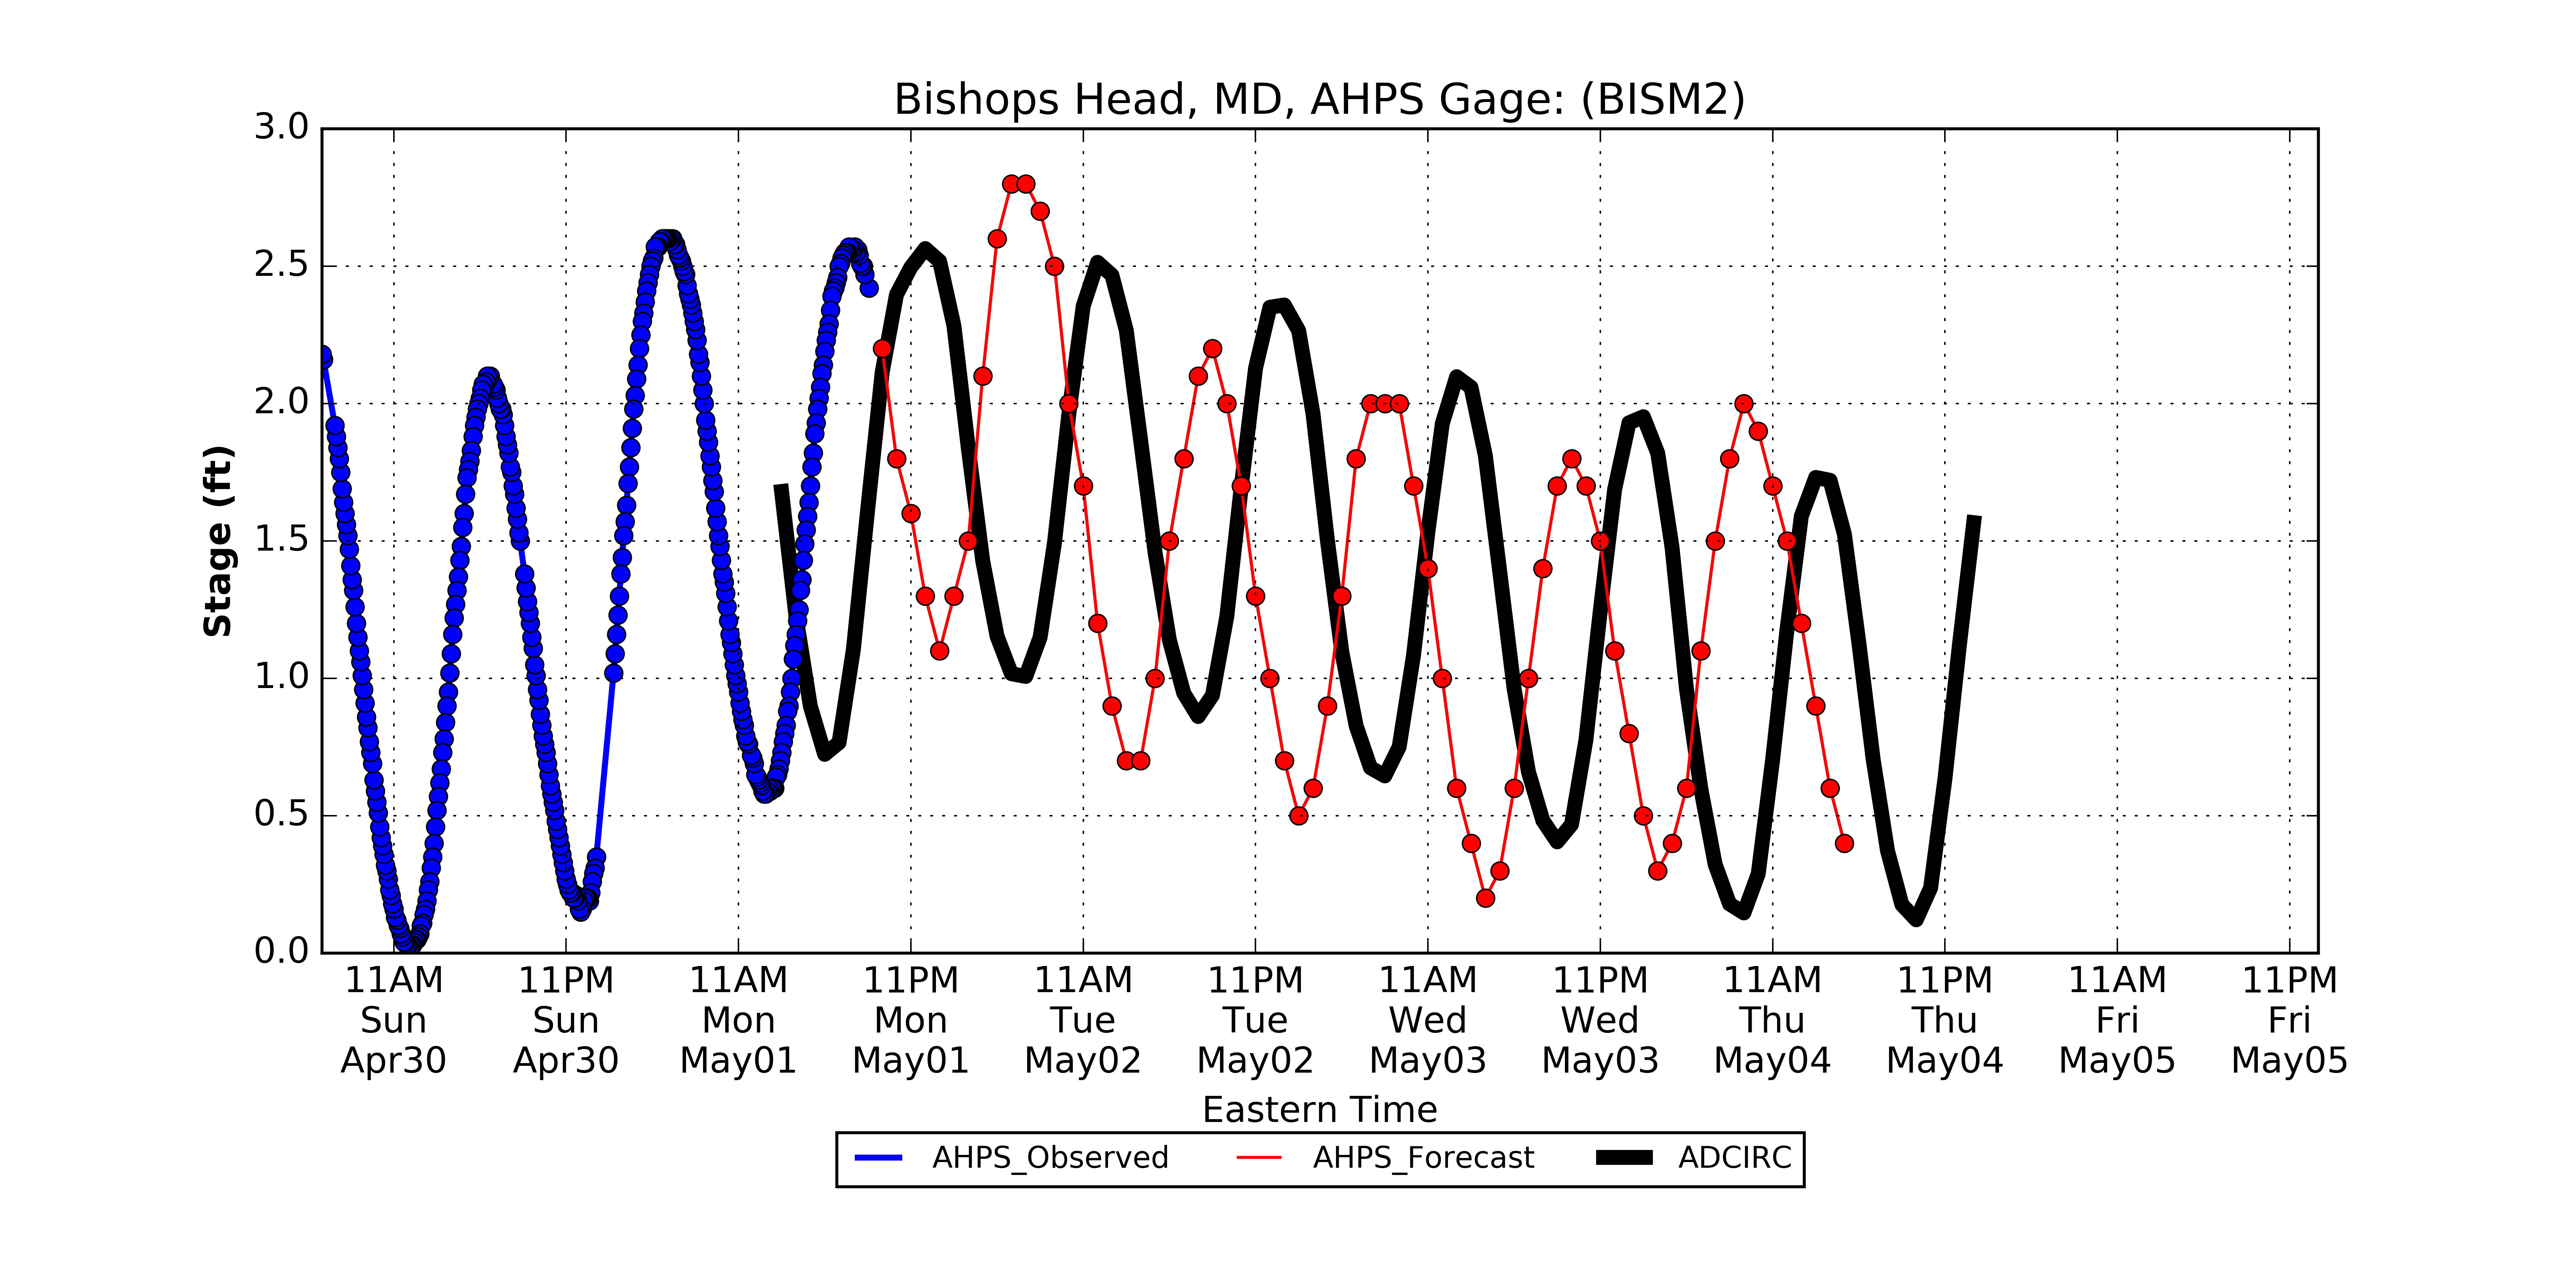 Bishops Head, MD, AHPS Gage: (BISM2)
3.0
2.5
2.0
1.5
1.0
0.5
0.0
Stage (ft)
11AM 11PM 11AM 11PM 11AM 11PM 11AM 11PM 11AM 11PM 11AM 11PM
Sun Sun Mon Mon Tue Tue Wed Wed Thu Thu Fri Fri
Apr30 Apr30 May01 May01 May02 May02 May03 May03 May04 May04 May05 May05
Eastern Time
AHPS_Observed AHPS_Forecast ADCIRC